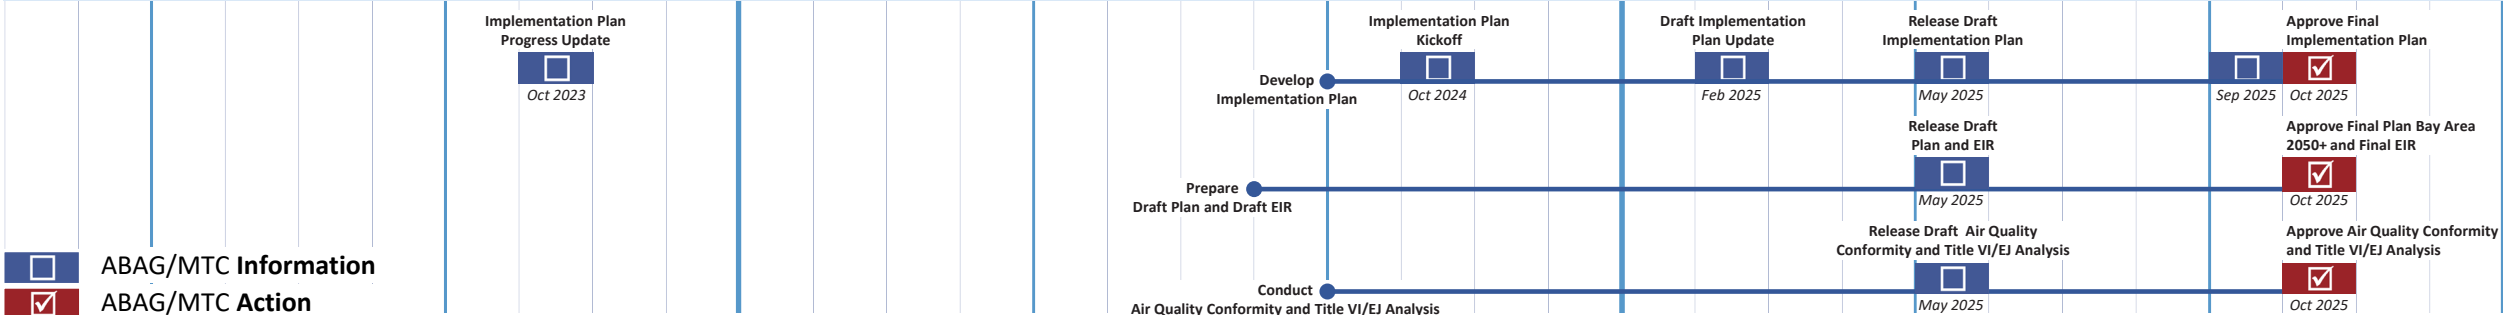 Implementation Plan
Progress Update
Oct 2023
Implementation Plan
Kickoff
Oct 2024
Draft Implementation
Plan Update
Feb 2025
Release Draft
Implementation Plan
May 2025
Approve Final
Implementation Plan
Sep 2025
Oct 2025
Develop
Implementation Plan
Release Draft
Plan and EIR
May 2025
Approve Final Plan Bay Area
2050+ and Final EIR
Oct 2025
Prepare
Draft Plan and Draft EIR
Release Draft Air Quality
Conformity and Title VI/EJ Analysis
May 2025
Approve Air Quality Conformity
and Title VI/EJ Analysis
Oct 2025
Conduct
Air Quality Conformity and Title VI/EJ Analysis
ABAG/MTC Information
ABAG/MTC Action